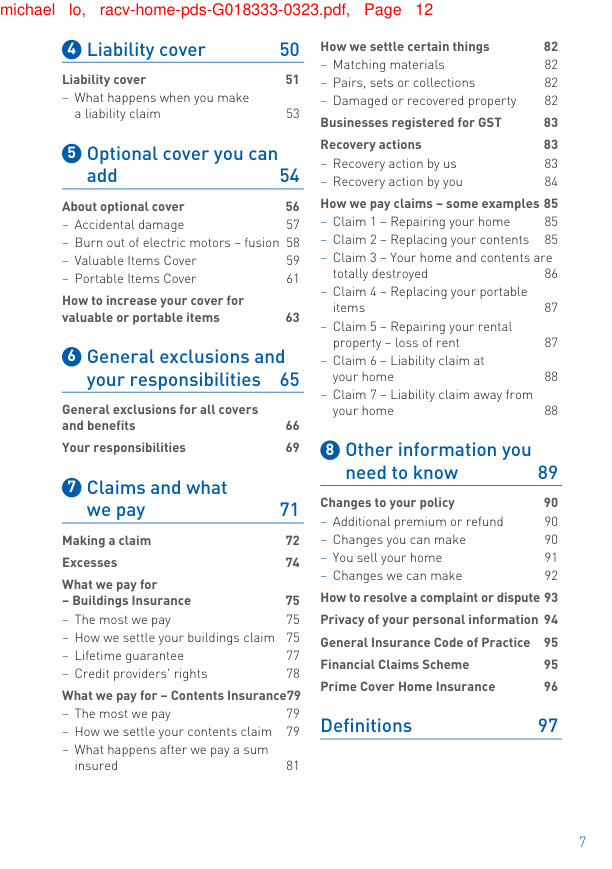 michael lo, racv-home-pds-G018333-0323.pdf, Page 12
4 Liability cover 50
Liability cover 51
– What happens when you make
a liability claim 53
5 Optional cover you can
add 54
About optional cover 56
– Accidental damage 57
– Burn out of electric motors – fusion 58
– Valuable Items Cover 59
– Portable Items Cover 61
How to increase your cover for
valuable or portable items 63
6 General exclusions and
your responsibilities 65
General exclusions for all covers
and benefits 66
Your responsibilities 69
7 Claims and what
we pay 71
Making a claim 72
Excesses 74
What we pay for
– Buildings Insurance 75
– The most we pay 75
– How we settle your buildings claim 75
– Lifetime guarantee 77
– Credit providers' rights 78
What we pay for – Contents Insurance79
– The most we pay 79
– How we settle your contents claim 79
– What happens after we pay a sum
insured 81
How we settle certain things 82
– Matching materials 82
– Pairs, sets or collections 82
– Damaged or recovered property 82
Businesses registered for GST 83
Recovery actions 83
– Recovery action by us 83
– Recovery action by you 84
How we pay claims – some examples 85
– Claim 1 – Repairing your home 85
– Claim 2 – Replacing your contents 85
– Claim 3 – Your home and contents are
totally destroyed 86
– Claim 4 – Replacing your portable
items 87
– Claim 5 – Repairing your rental
property – loss of rent 87
– Claim 6 – Liability claim at
your home 88
– Claim 7 – Liability claim away from
your home 88
8 Other information you
need to know 89
Changes to your policy 90
– Additional premium or refund 90
– Changes you can make 90
– You sell your home 91
– Changes we can make 92
How to resolve a complaint or dispute 93
Privacy of your personal information 94
General Insurance Code of Practice 95
Financial Claims Scheme 95
Prime Cover Home Insurance 96
Definitions 97
7